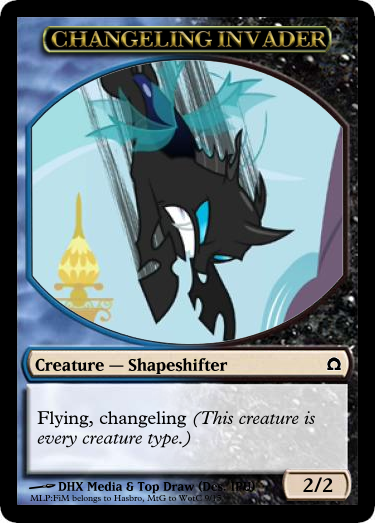 CHANGELING INVADER
Creature — Shapeshifter
Flying, changeling (This creature is
every creature type.)
DHX Media & Top Draw (Des.
2/2
MLP:FiM belongs to Hasbro, MtG to WotC